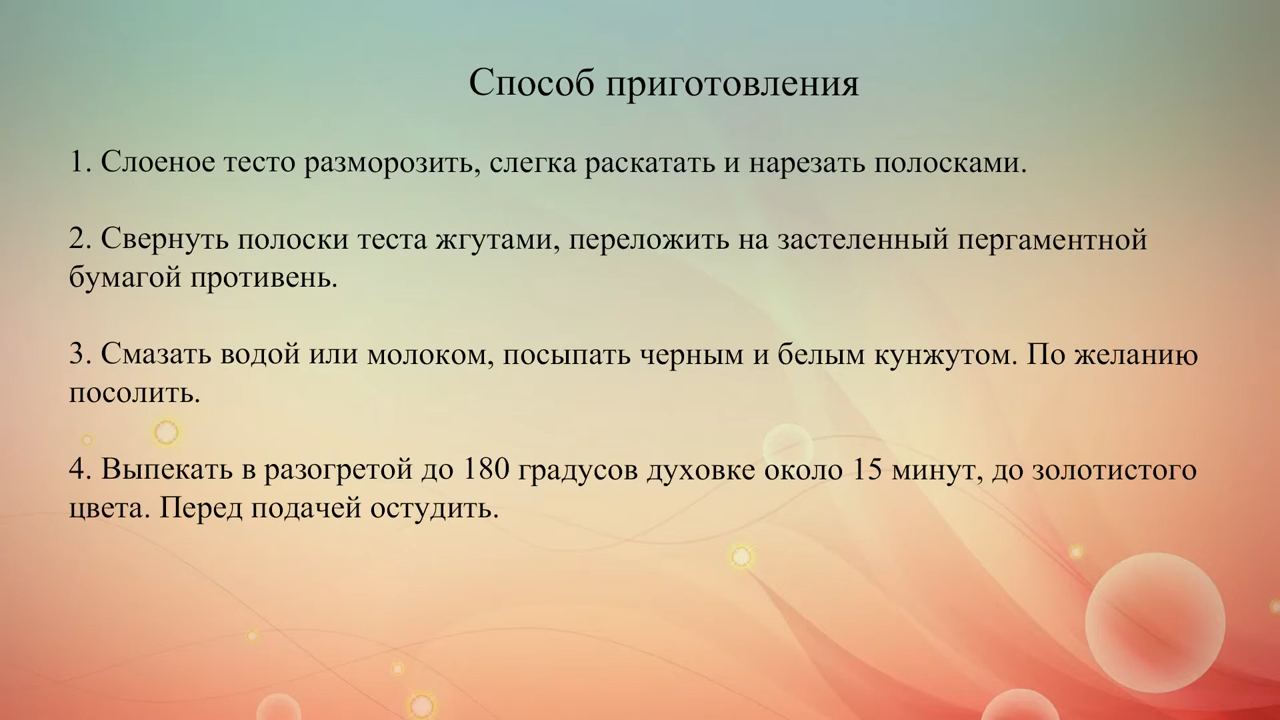 Способ приготовления
1. Слоеное тесто разморозить, слегка раскатать и нарезать полосками.
2. Свернуть полоски теста жгутами, переложить на застеленный пергаментной
бумагой противень.
3. Смазать водой или молоком, посыпать черным и белым кунжутом. По желанию
посолить.
4. Выпекать в разогретой до 180 градусов духовке около 15 минут, до золотистого
цвета. Перед подачей остудить.